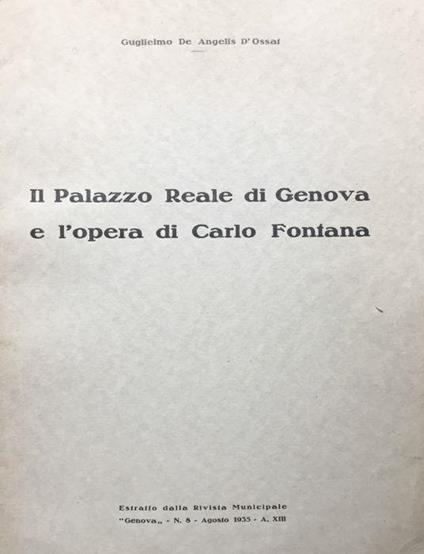 Guglielmo De Angelis D'Ossat
Il Palazzo Reale di Genova
e l'opera di Carlo Fontana
Estratto dalla Rivista Municipale
"Genova„ - N. 8 - Agosto 1935 - A. XIII